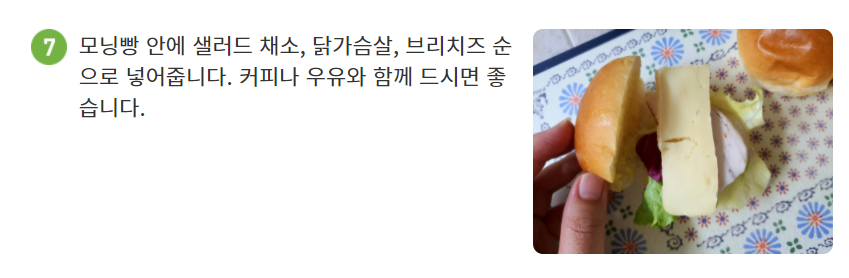 7
모닝빵 안에 샐러드 채소, 닭가슴살, 브리치즈 순
으로 넣어줍니다. 커피나 우유와 함께 드시면 좋
습니다.